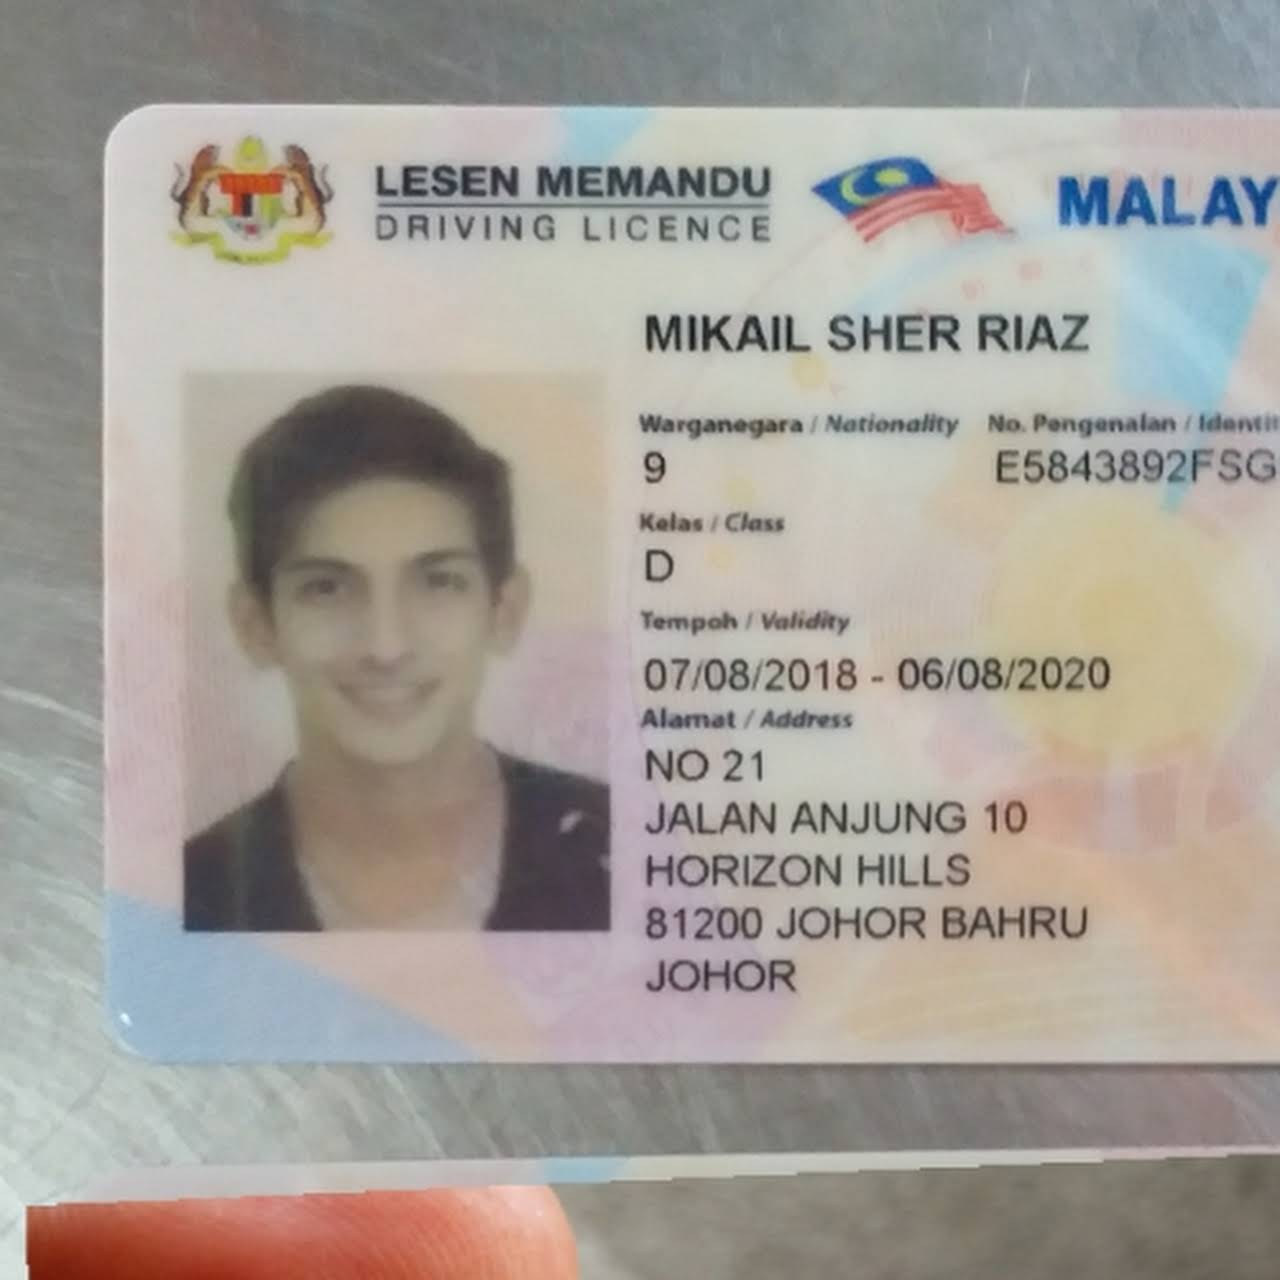 LESEN MEMANDU
DRIVING LICENCE
MALAY
MIKAIL SHER RIAZ
Warganegara / Nationality No. Pengenalan / Identit
9 E5843892FSG
Kelas / Class
D
Tempoh / Validity
07/08/2018 - 06/08/2020
Alamat / Address
NO 21
JALAN ANJUNG 10
HORIZON HILLS
81200 JOHOR BAHRU
JOHOR